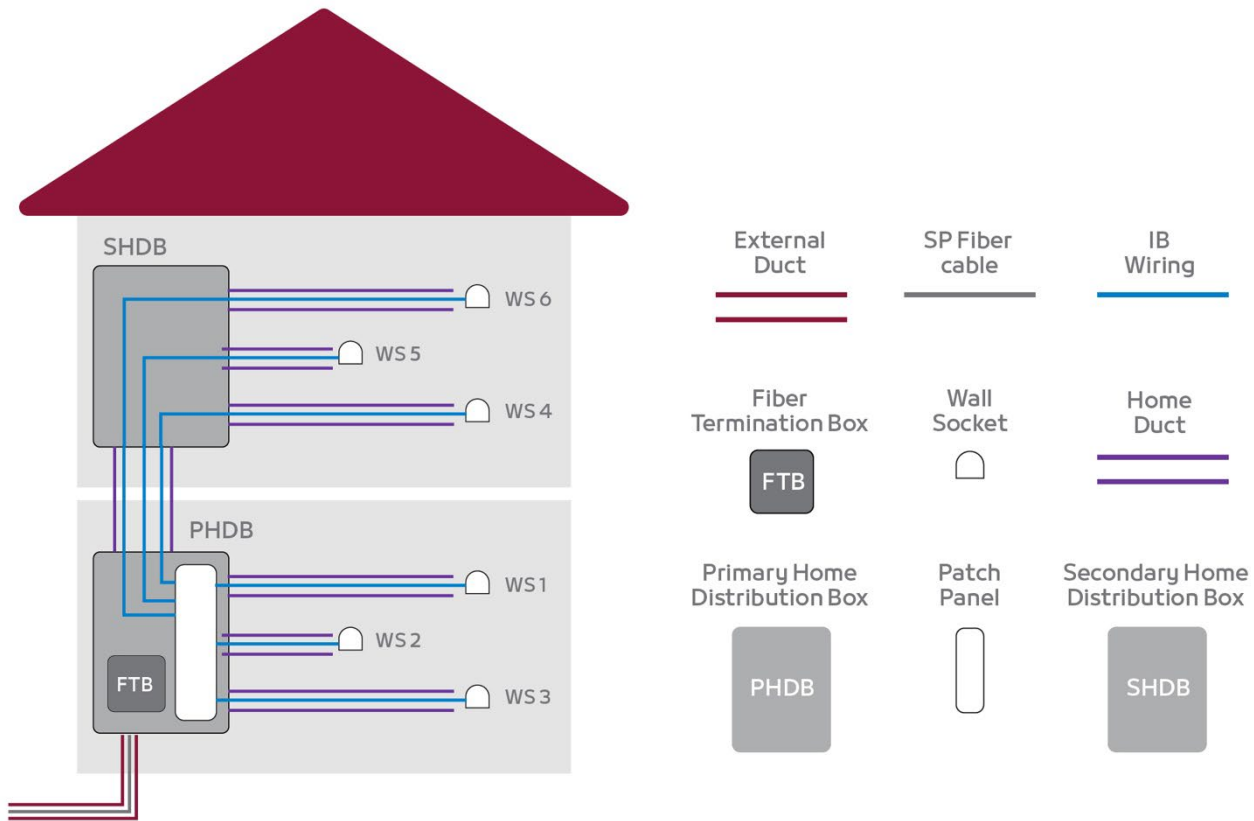 SHDB
WS 6
WS 5
WS 4
PHDB
WS 1
WS 2
WS 3
FTB
External
Duct
SP Fiber
cable
IB
Wiring
Fiber
Termination Box
FTB
Wall
Socket
Home
Duct
Primary Home
Distribution Box
PHDB
Patch
Panel
Secondary Home
Distribution Box
SHDB